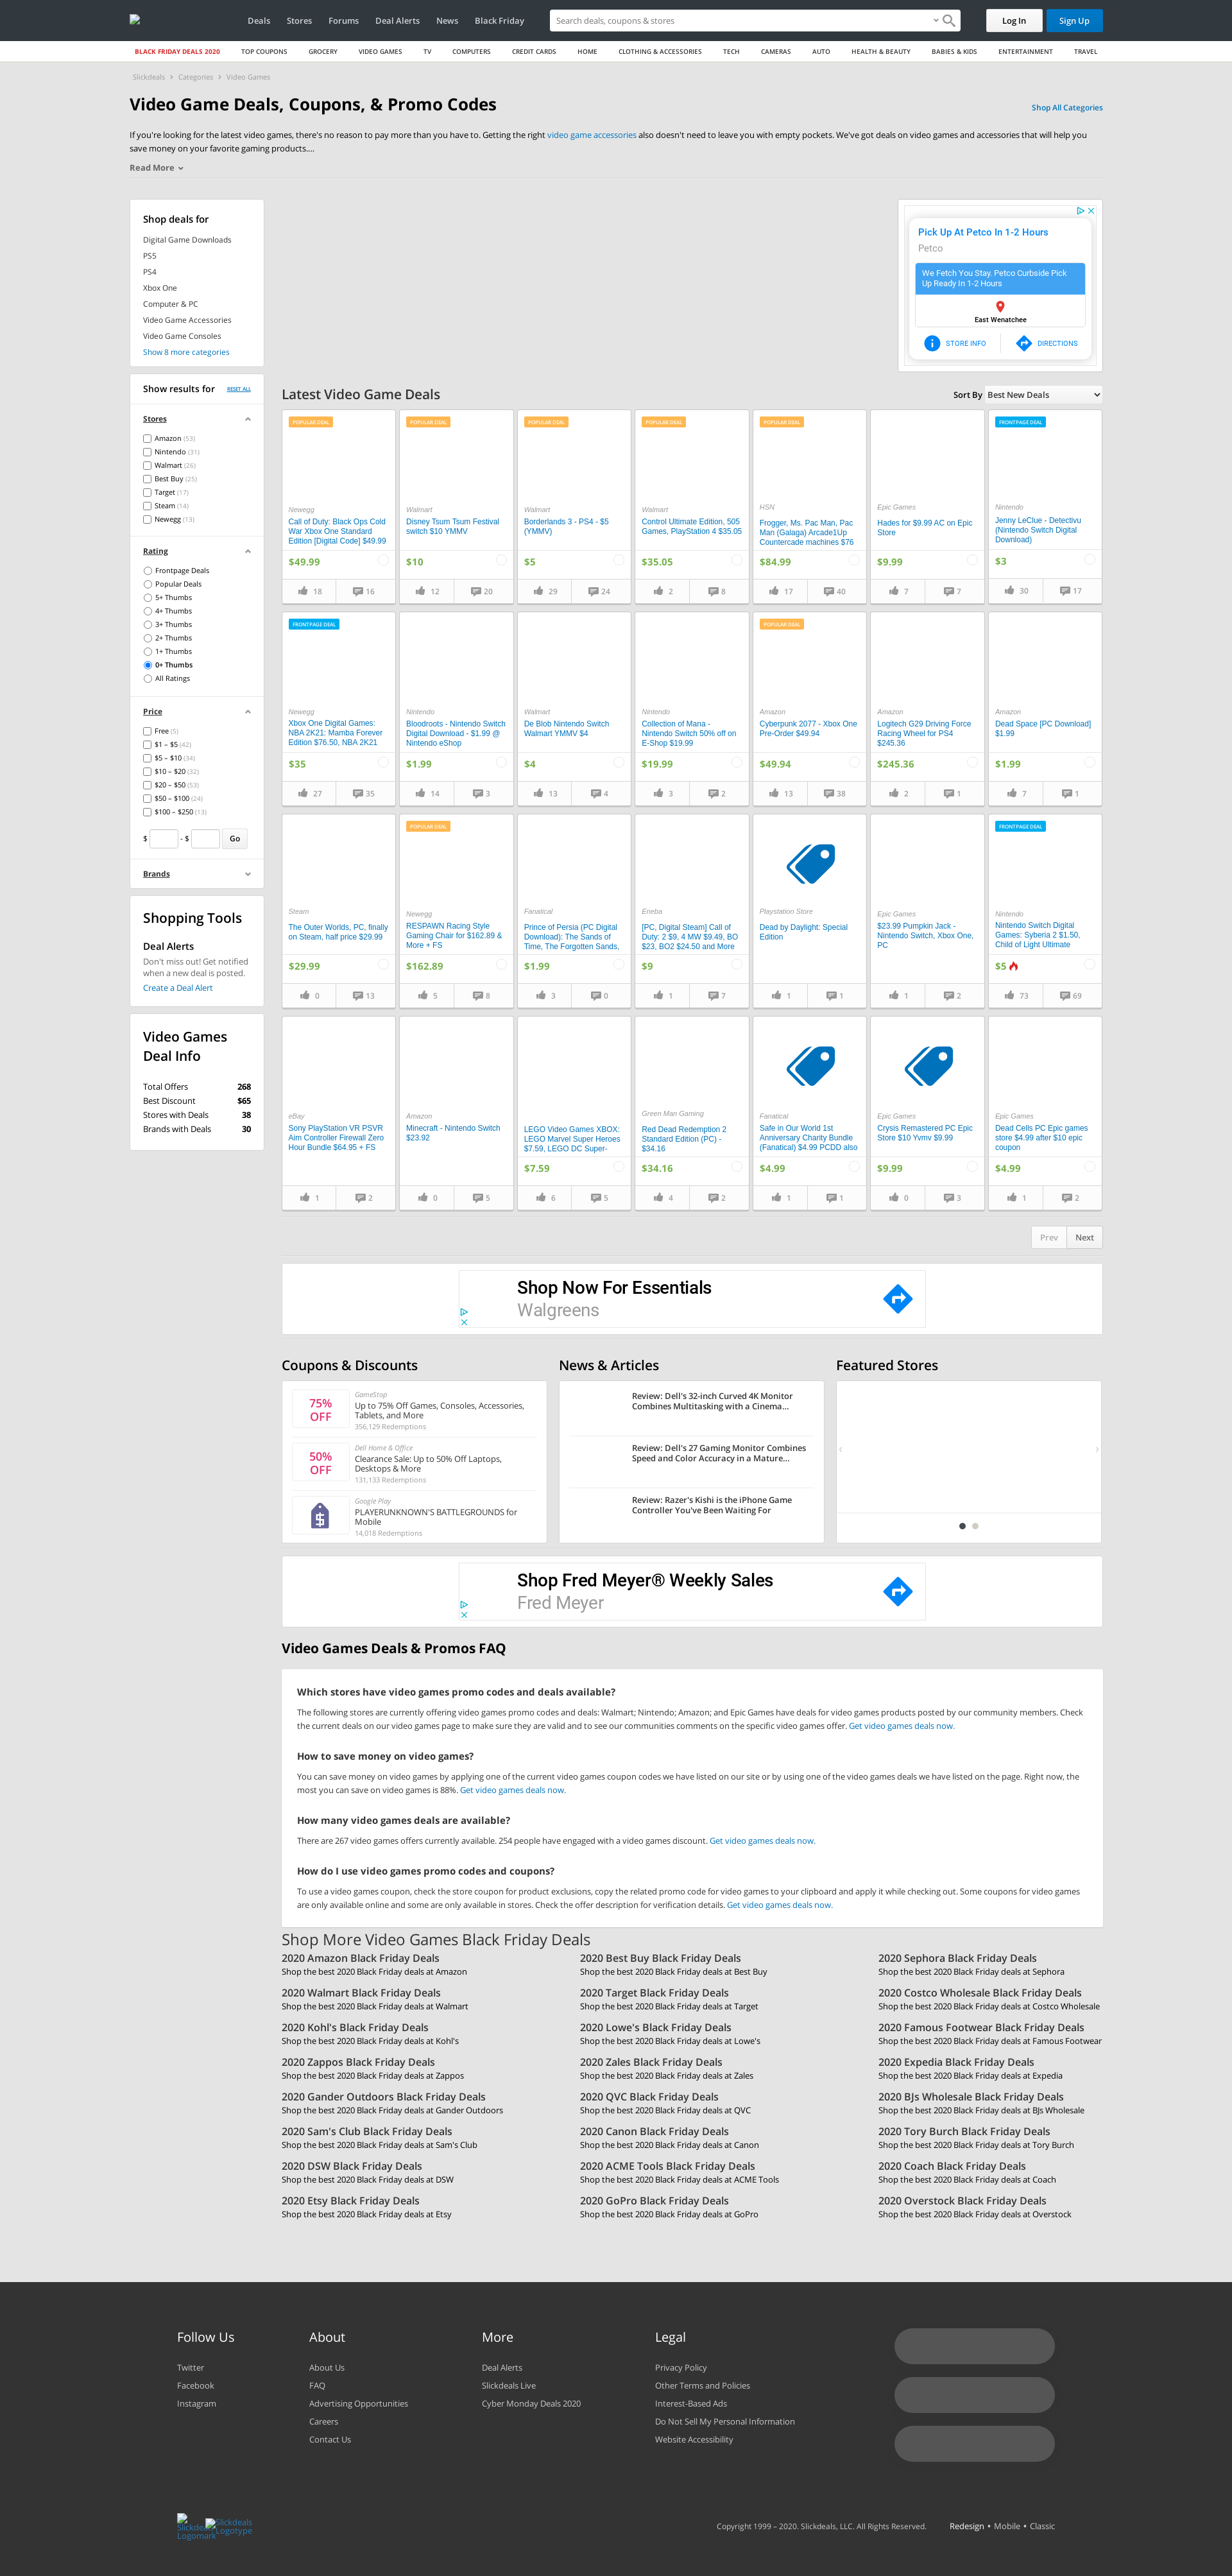 Deals Stores Forums Deal Alerts News Black Friday Search deals, coupons & stores Log In Sign Up
BLACK FRIDAY DEALS 2020 TOP COUPONS GROCERY VIDEO GAMES TV COMPUTERS CREDIT CARDS HOME CLOTHING & ACCESSORIES TECH CAMERAS AUTO HEALTH & BEAUTY BABIES & KIDS ENTERTAINMENT TRAVEL
Slickdeals > Categories > Video Games
Video Game Deals, Coupons, & Promo Codes
Shop All Categories
If you're looking for the latest video games, there's no reason to pay more than you have to. Getting the right video game accessories also doesn't need to leave you with empty pockets. We've got deals on video games and accessories that will help you
save money on your favorite gaming products....
Read More
Shop deals for
Digital Game Downloads
PS5
PS4
Xbox One
Computer & PC
Video Game Accessories
Video Game Consoles
Show 8 more categories
Pick Up At Petco In 1-2 Hours
Petco
We Fetch You Stay. Petco Curbside Pick
Up Ready In 1-2 Hours
East Wenatchee
STORE INFO DIRECTIONS
Show results for RESET ALL
Stores
Amazon (53)
Nintendo (31)
Walmart (26)
Best Buy (25)
Target (17)
Steam (14)
Newegg (13)
Rating
Frontpage Deals
Popular Deals
5+ Thumbs
4+ Thumbs
3+ Thumbs
2+ Thumbs
1+ Thumbs
0+ Thumbs
All Ratings
Price
Free (5)
$1 – $5 (42)
$5 – $10 (34)
$10 – $20 (32)
$20 – $50 (53)
$50 – $100 (24)
$100 – $250 (13)
$ - $ Go
Brands
Shopping Tools
Deal Alerts
Don't miss out! Get notified
when a new deal is posted.
Create a Deal Alert
Video Games
Deal Info
Total Offers 268
Best Discount $65
Stores with Deals 38
Brands with Deals 30
Latest Video Game Deals
Sort By Best New Deals
POPULAR DEAL
Newegg
Call of Duty: Black Ops Cold
War Xbox One Standard
Edition [Digital Code] $49.99
$49.99
18 16
POPULAR DEAL
Walmart
Disney Tsum Tsum Festival
switch $10 YMMV
$10
12 20
POPULAR DEAL
Walmart
Borderlands 3 - PS4 - $5
(YMMV)
$5
29 24
POPULAR DEAL
Walmart
Control Ultimate Edition, 505
Games, PlayStation 4 $35.05
$35.05
2 8
POPULAR DEAL
HSN
Frogger, Ms. Pac Man, Pac
Man (Galaga) Arcade1Up
Countercade machines $76
$84.99
17 40
Epic Games
Hades for $9.99 AC on Epic
Store
$9.99
7 7
FRONTPAGE DEAL
Nintendo
Jenny LeClue - Detectivu
(Nintendo Switch Digital
Download)
$3
30 17
FRONTPAGE DEAL
Newegg
Xbox One Digital Games:
NBA 2K21: Mamba Forever
Edition $76.50, NBA 2K21
$35
27 35
Nintendo
Bloodroots - Nintendo Switch
Digital Download - $1.99 @
Nintendo eShop
$1.99
14 3
Walmart
De Blob Nintendo Switch
Walmart YMMV $4
$4
13 4
Nintendo
Collection of Mana -
Nintendo Switch 50% off on
E-Shop $19.99
$19.99
3 2
POPULAR DEAL
Amazon
Cyberpunk 2077 - Xbox One
Pre-Order $49.94
$49.94
13 38
Amazon
Logitech G29 Driving Force
Racing Wheel for PS4
$245.36
$245.36
2 1
Amazon
Dead Space [PC Download]
$1.99
$1.99
7 1
Steam
The Outer Worlds, PC, finally
on Steam, half price $29.99
$29.99
0 13
POPULAR DEAL
Newegg
RESPAWN Racing Style
Gaming Chair for $162.89 &
More + FS
$162.89
5 8
Fanatical
Prince of Persia (PC Digital
Download): The Sands of
Time, The Forgotten Sands,
$1.99
3 0
Eneba
[PC, Digital Steam] Call of
Duty: 2 $9, 4 MW $9.49, BO
$23, BO2 $24.50 and More
$9
1 7
Playstation Store
Dead by Daylight: Special
Edition
1 1
Epic Games
$23.99 Pumpkin Jack -
Nintendo Switch, Xbox One,
PC
1 2
FRONTPAGE DEAL
Nintendo
Nintendo Switch Digital
Games: Syberia 2 $1.50,
Child of Light Ultimate
$5
73 69
eBay
Sony PlayStation VR PSVR
Aim Controller Firewall Zero
Hour Bundle $64.95 + FS
1 2
Amazon
Minecraft - Nintendo Switch
$23.92
0 5
LEGO Video Games XBOX:
LEGO Marvel Super Heroes
$7.59, LEGO DC Super-
$7.59
6 5
Green Man Gaming
Red Dead Redemption 2
Standard Edition (PC) -
$34.16
$34.16
4 2
Fanatical
Safe in Our World 1st
Anniversary Charity Bundle
(Fanatical) $4.99 PCDD also
$4.99
1 1
Epic Games
Crysis Remastered PC Epic
Store $10 Yvmv $9.99
$9.99
0 3
Epic Games
Dead Cells PC Epic games
store $4.99 after $10 epic
coupon
$4.99
1 2
Prev Next
Shop Now For Essentials
Walgreens
Coupons & Discounts
75%
OFF
GameStop
Up to 75% Off Games, Consoles, Accessories,
Tablets, and More
356,129 Redemptions
50%
OFF
Dell Home & Office
Clearance Sale: Up to 50% Off Laptops,
Desktops & More
131,133 Redemptions
Google Play
PLAYERUNKNOWN'S BATTLEGROUNDS for
Mobile
14,018 Redemptions
News & Articles
Review: Dell's 32-inch Curved 4K Monitor
Combines Multitasking with a Cinema...
Review: Dell's 27 Gaming Monitor Combines
Speed and Color Accuracy in a Mature...
Review: Razer's Kishi is the iPhone Game
Controller You've Been Waiting For
Featured Stores
Shop Fred Meyer® Weekly Sales
Fred Meyer
Video Games Deals & Promos FAQ
Which stores have video games promo codes and deals available?
The following stores are currently offering video games promo codes and deals: Walmart; Nintendo; Amazon; and Epic Games have deals for video games products posted by our community members. Check
the current deals on our video games page to make sure they are valid and to see our communities comments on the specific video games offer. Get video games deals now.
How to save money on video games?
You can save money on video games by applying one of the current video games coupon codes we have listed on our site or by using one of the video games deals we have listed on the page. Right now, the
most you can save on video games is 88%. Get video games deals now.
How many video games deals are available?
There are 267 video games offers currently available. 254 people have engaged with a video games discount. Get video games deals now.
How do I use video games promo codes and coupons?
To use a video games coupon, check the store coupon for product exclusions, copy the related promo code for video games to your clipboard and apply it while checking out. Some coupons for video games
are only available online and some are only available in stores. Check the offer description for verification details. Get video games deals now.
Shop More Video Games Black Friday Deals
2020 Amazon Black Friday Deals
Shop the best 2020 Black Friday deals at Amazon
2020 Best Buy Black Friday Deals
Shop the best 2020 Black Friday deals at Best Buy
2020 Sephora Black Friday Deals
Shop the best 2020 Black Friday deals at Sephora
2020 Walmart Black Friday Deals
Shop the best 2020 Black Friday deals at Walmart
2020 Target Black Friday Deals
Shop the best 2020 Black Friday deals at Target
2020 Costco Wholesale Black Friday Deals
Shop the best 2020 Black Friday deals at Costco Wholesale
2020 Kohl's Black Friday Deals
Shop the best 2020 Black Friday deals at Kohl's
2020 Lowe's Black Friday Deals
Shop the best 2020 Black Friday deals at Lowe's
2020 Famous Footwear Black Friday Deals
Shop the best 2020 Black Friday deals at Famous Footwear
2020 Zappos Black Friday Deals
Shop the best 2020 Black Friday deals at Zappos
2020 Zales Black Friday Deals
Shop the best 2020 Black Friday deals at Zales
2020 Expedia Black Friday Deals
Shop the best 2020 Black Friday deals at Expedia
2020 Gander Outdoors Black Friday Deals
Shop the best 2020 Black Friday deals at Gander Outdoors
2020 QVC Black Friday Deals
Shop the best 2020 Black Friday deals at QVC
2020 BJs Wholesale Black Friday Deals
Shop the best 2020 Black Friday deals at BJs Wholesale
2020 Sam's Club Black Friday Deals
Shop the best 2020 Black Friday deals at Sam's Club
2020 Canon Black Friday Deals
Shop the best 2020 Black Friday deals at Canon
2020 Tory Burch Black Friday Deals
Shop the best 2020 Black Friday deals at Tory Burch
2020 DSW Black Friday Deals
Shop the best 2020 Black Friday deals at DSW
2020 ACME Tools Black Friday Deals
Shop the best 2020 Black Friday deals at ACME Tools
2020 Coach Black Friday Deals
Shop the best 2020 Black Friday deals at Coach
2020 Etsy Black Friday Deals
Shop the best 2020 Black Friday deals at Etsy
2020 GoPro Black Friday Deals
Shop the best 2020 Black Friday deals at GoPro
2020 Overstock Black Friday Deals
Shop the best 2020 Black Friday deals at Overstock
Follow Us
Twitter
Facebook
Instagram
About
About Us
FAQ
Advertising Opportunities
Careers
Contact Us
More
Deal Alerts
Slickdeals Live
Cyber Monday Deals 2020
Legal
Privacy Policy
Other Terms and Policies
Interest-Based Ads
Do Not Sell My Personal Information
Website Accessibility
Slickdeals
Logomark
Slickdeals
Logotype
Copyright 1999 – 2020. Slickdeals, LLC. All Rights Reserved. Redesign • Mobile • Classic